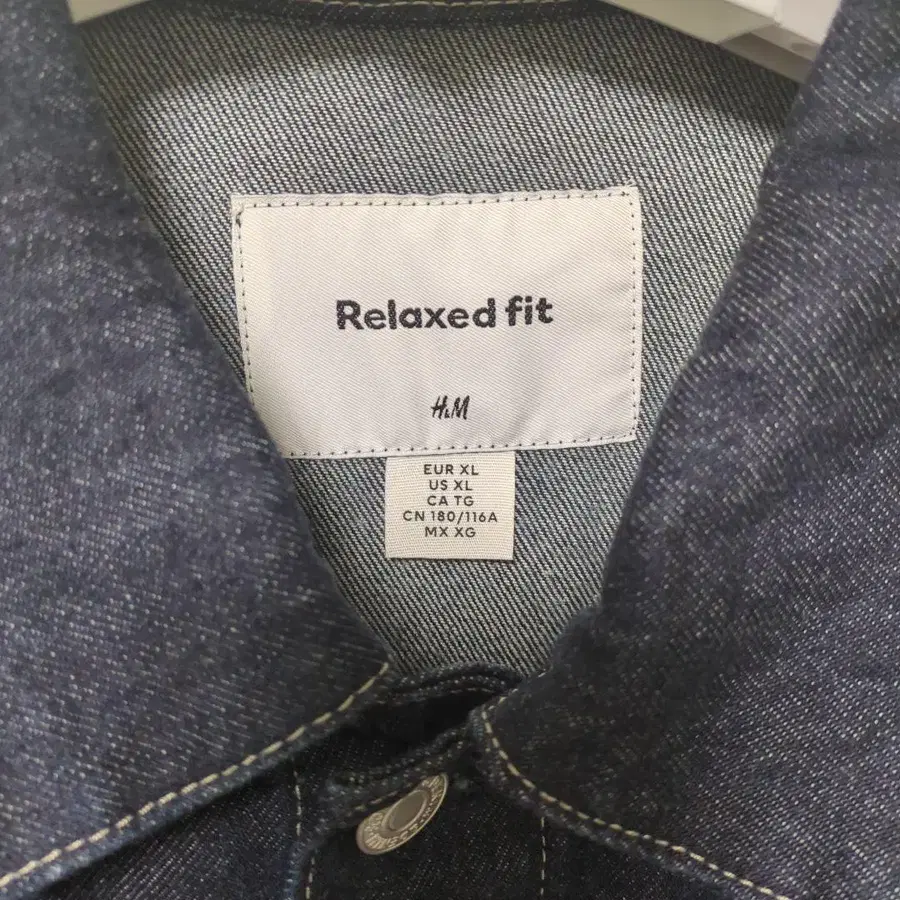 Relaxed fit
H&M
EUR XL
US XL
CA TG
CN 180/116A
MX XG